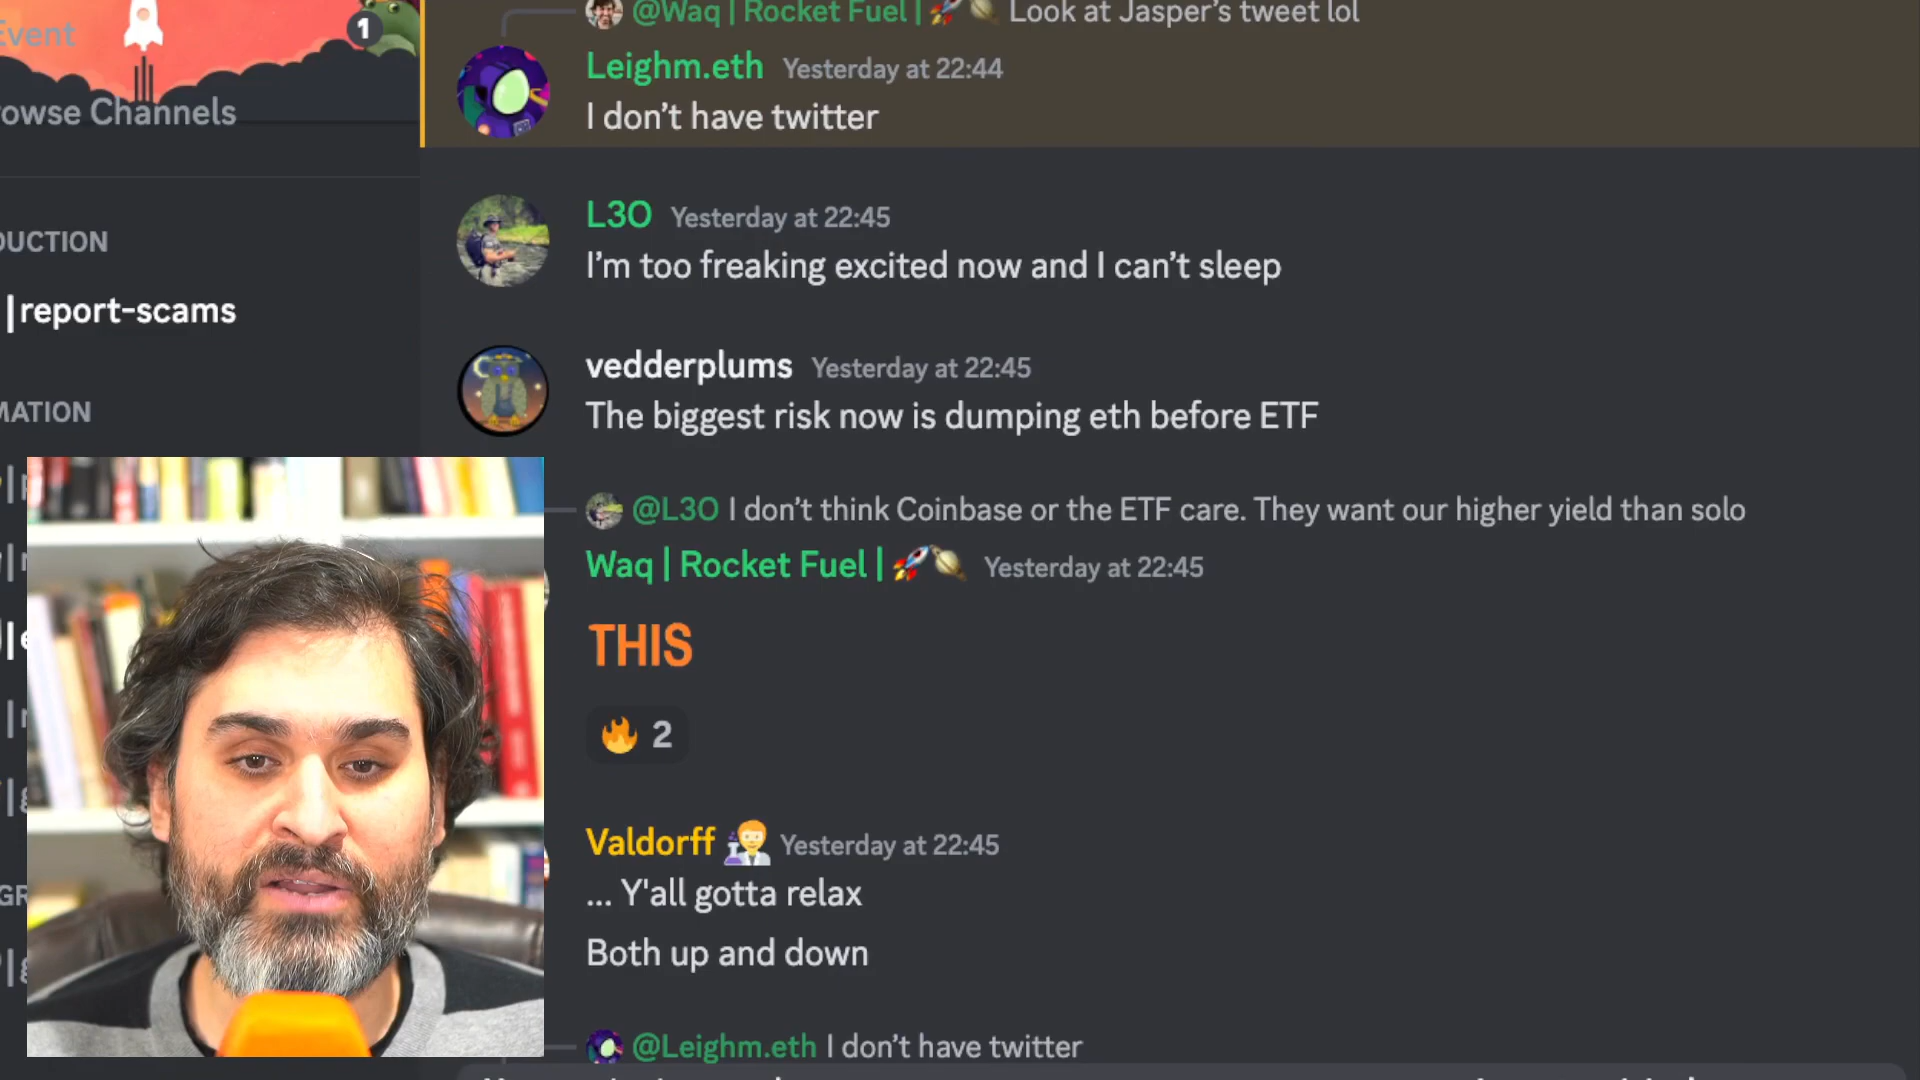 Event
1
owse Channels
DUCTION
|report-scams
MATION
@Waq | Rocket Fuel | Look at Jasper's tweet lol
Leighm.eth Yesterday at 22:44
I don't have twitter
L3O Yesterday at 22:45
I'm too freaking excited now and I can't sleep
vedderplums Yesterday at 22:45
The biggest risk now is dumping eth before ETF
@L3O I don't think Coinbase or the ETF care. They want our higher yield than solo
Waq | Rocket Fuel | 🚀🧄 Yesterday at 22:45
THIS
🔥 2
Valdorff 🧑‍🔬 Yesterday at 22:45
... Y'all gotta relax
Both up and down
@Leighm.eth I don't have twitter